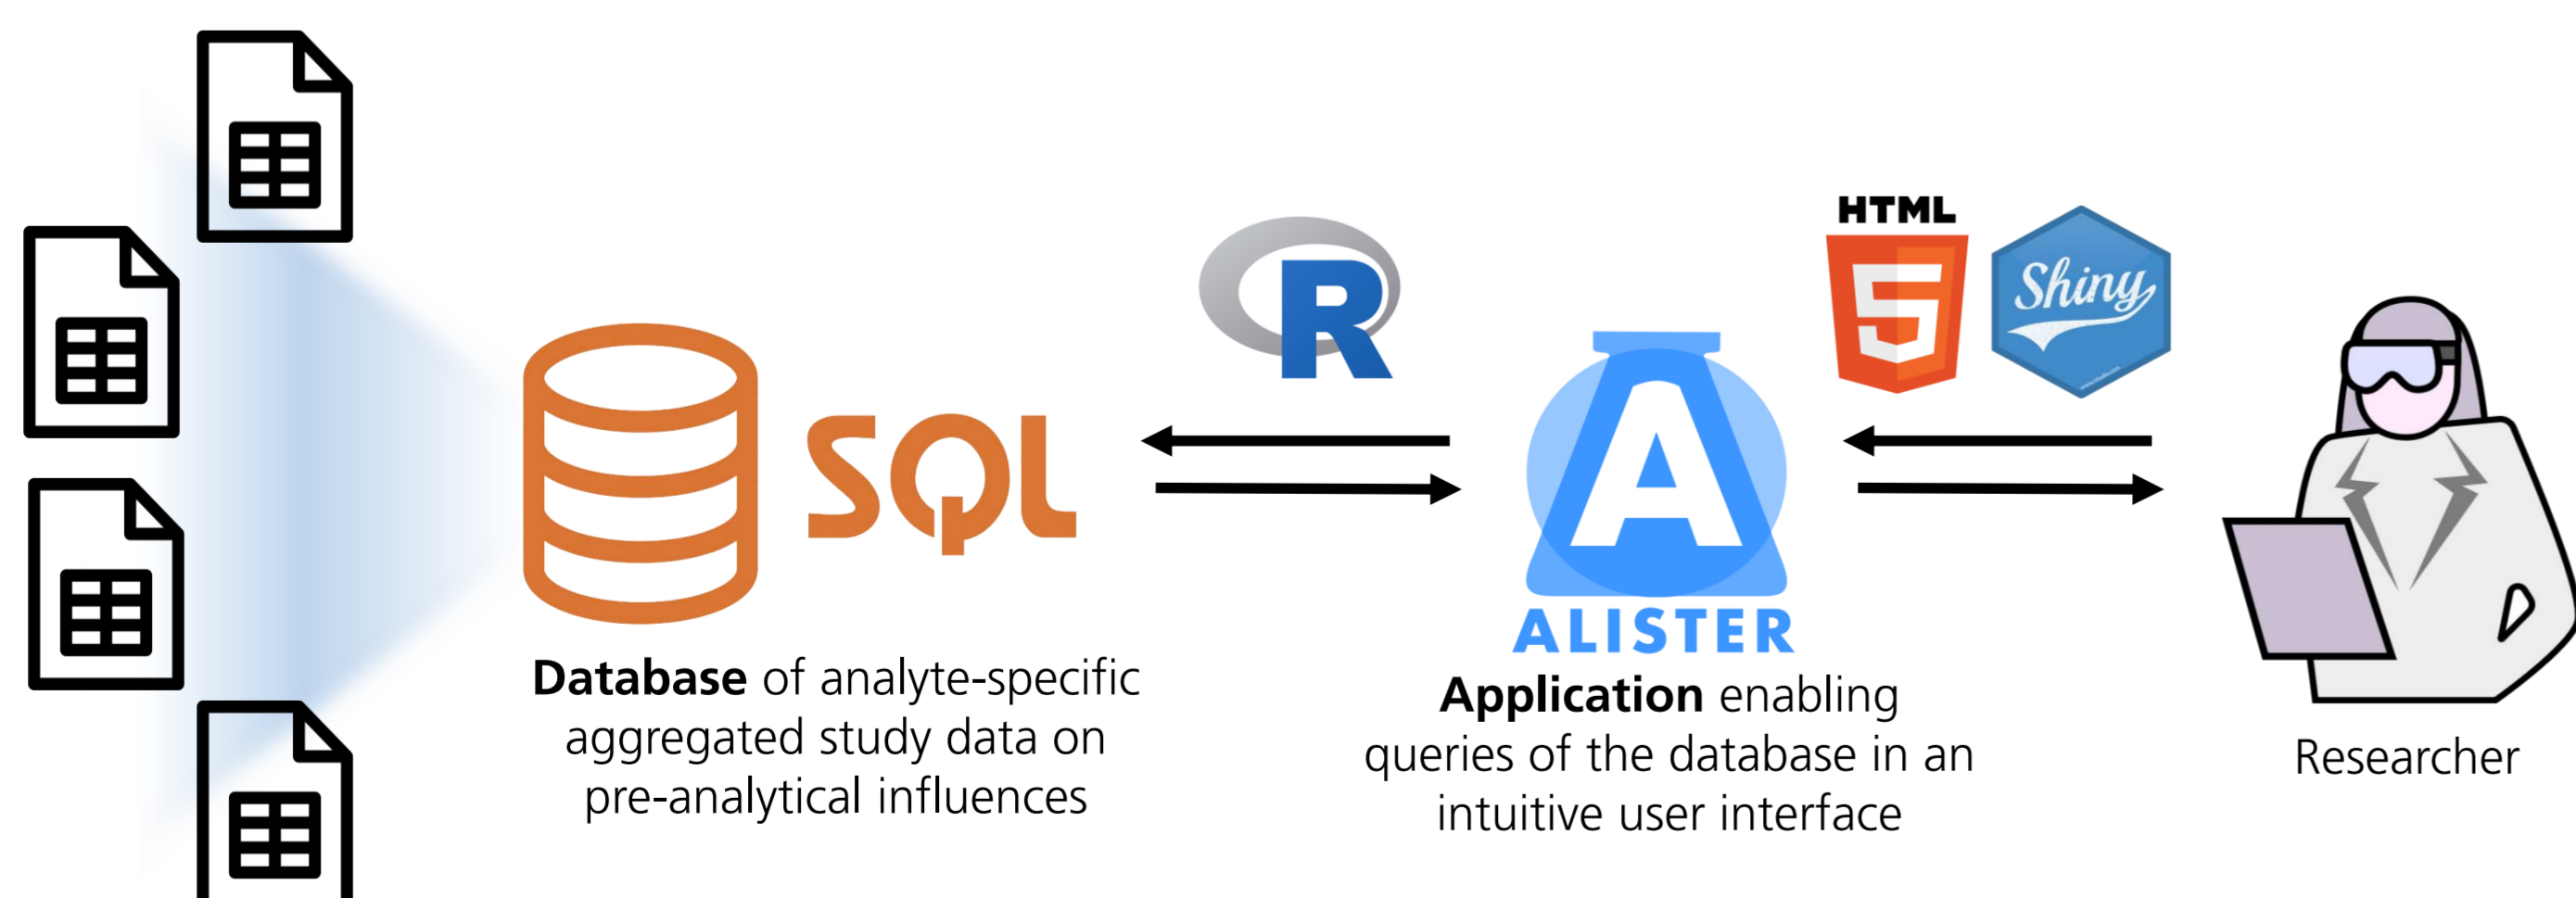 HTML
5
R
Shiny
SQL
A
ALISTER
Database of analyte-specific
aggregated study data on
pre-analytical influences
Application enabling
queries of the database in an
intuitive user interface
Researcher